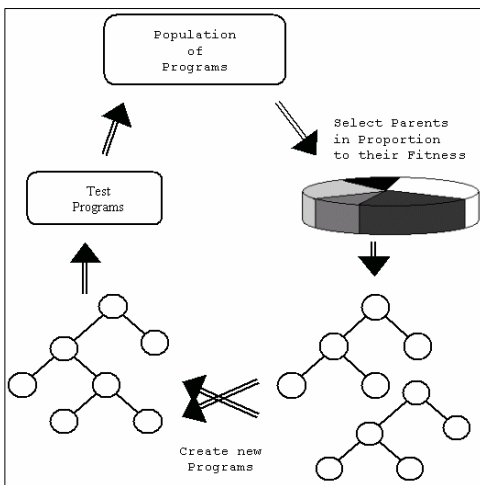 Population
of
Programs
Select Parents
in Proportion
to their Fitness
Test
Programs
Create new
Programs